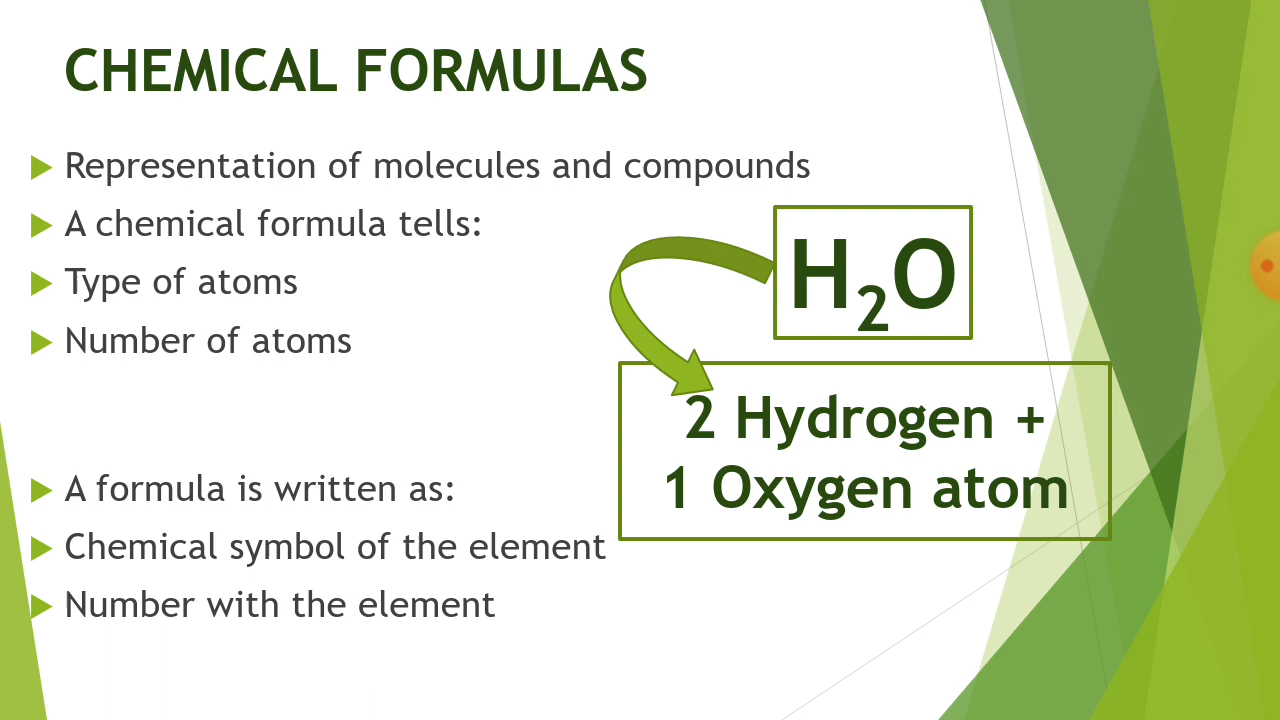 CHEMICAL FORMULAS
Representation of molecules and compounds
A chemical formula tells:
Type of atoms
Number of atoms
H₂O
2 Hydrogen +
1 Oxygen atom
A formula is written as:
Chemical symbol of the element
Number with the element